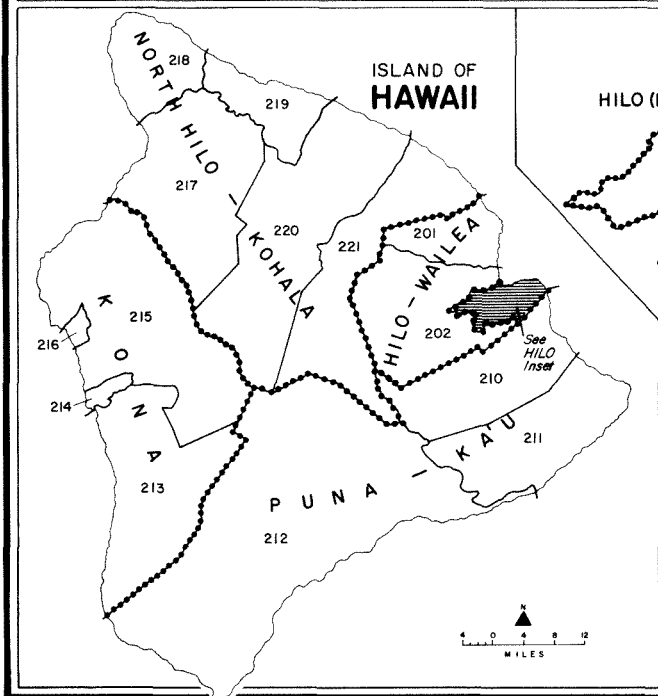 ISLAND OF
HAWAII
HILO (
NORTH HILO – KOHALA
218
219
217
220
221
201
HILO – WAILEA
202
See
HILO
Inset
KONA
215
216
214
213
210
211
PUNA – KA'U
212
N
4 0 4 8 12
MILES